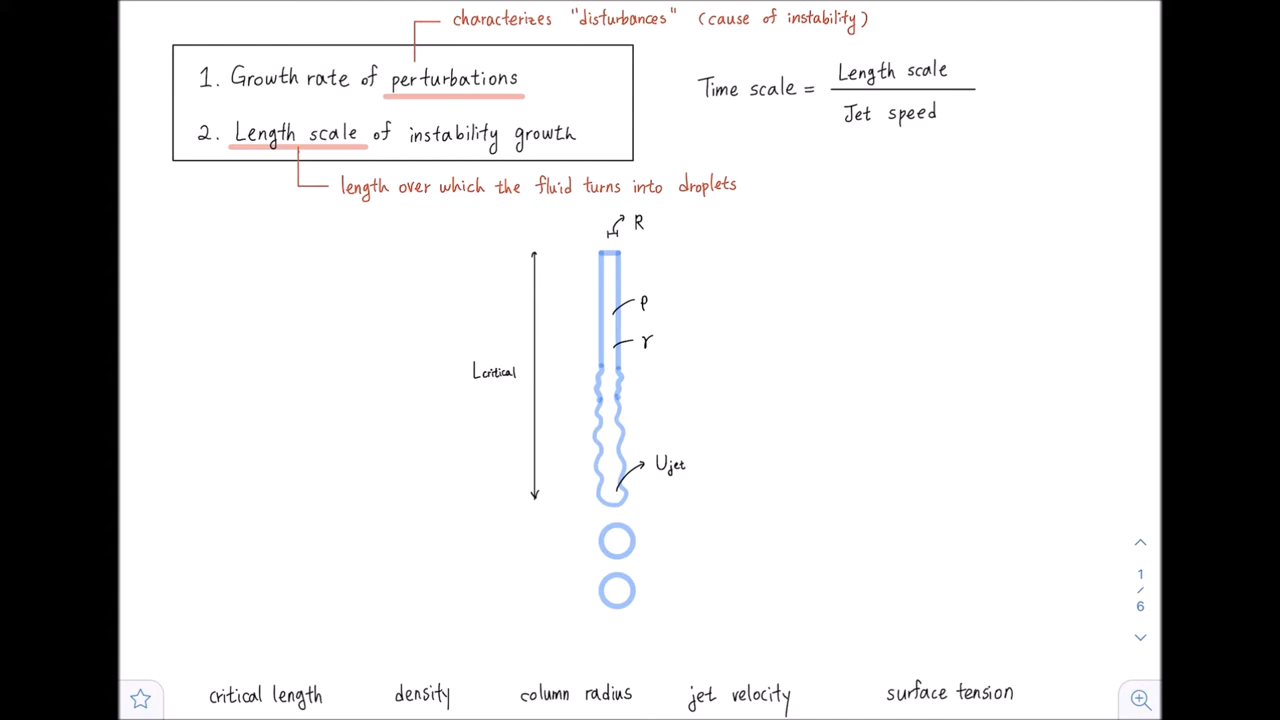 characterizes "disturbances" (cause of instability)
1. Growth rate of perturbations
2. Length scale of instability growth
Time scale = Length scale
Jet speed
length over which the fluid turns into droplets
R
ρ
γ
Lcritical
Ujet
1
/
6
critical length density column radius jet velocity surface tension